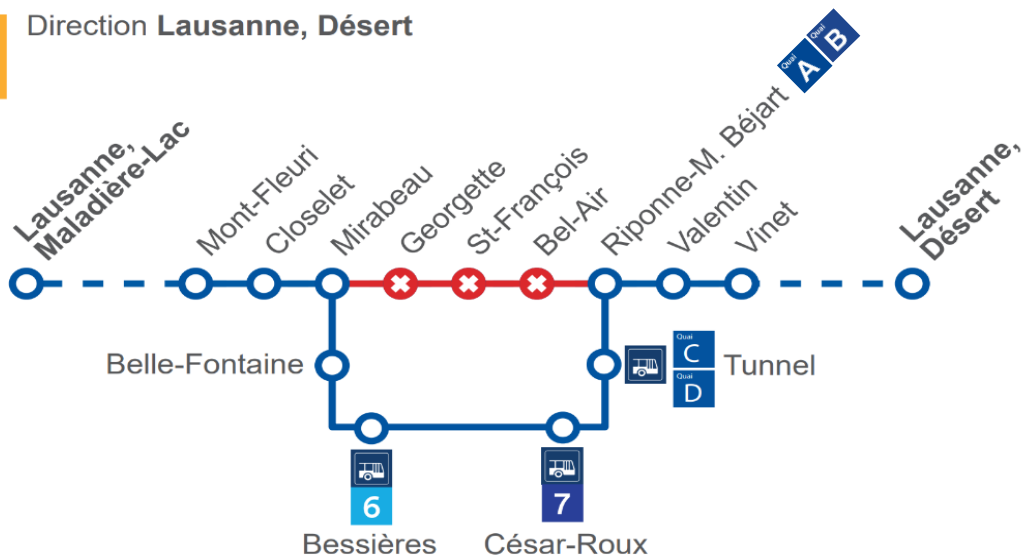 Direction Lausanne, Désert
Lausanne,
Maladière-Lac
Mont-Fleuri
Closelet
Mirabeau
Georgette
St-François
Bel-Air
Riponne-M. Béjart
Quai
A
Quai
B
Valentin
Vinet
Lausanne,
Désert
Belle-Fontaine
Quai
C
Quai
D
Tunnel
6
Bessières
7
César-Roux